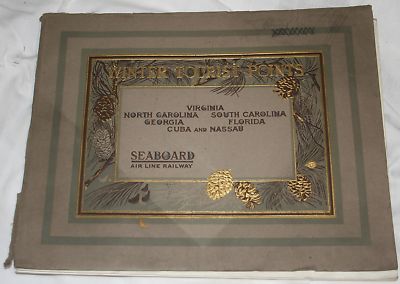 WINTER TOURIST POINTS
VIRGINIA
NORTH CAROLINA SOUTH CAROLINA
GEORGIA FLORIDA
CUBA AND NASSAU
SEABOARD
AIR LINE RAILWAY